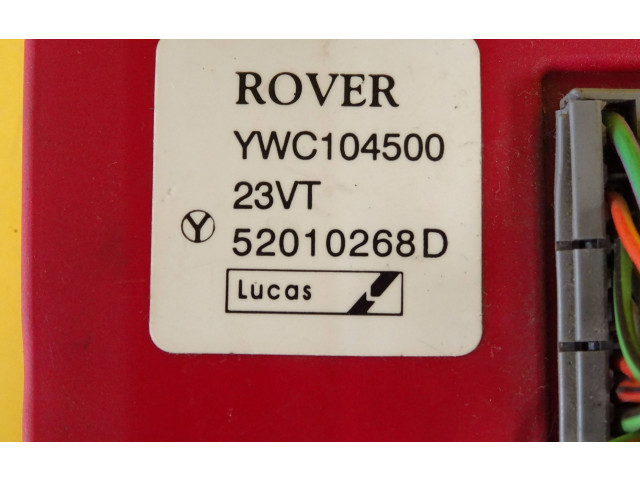 ROVER
YWC104500
23VT
Y 52010268D
Lucas